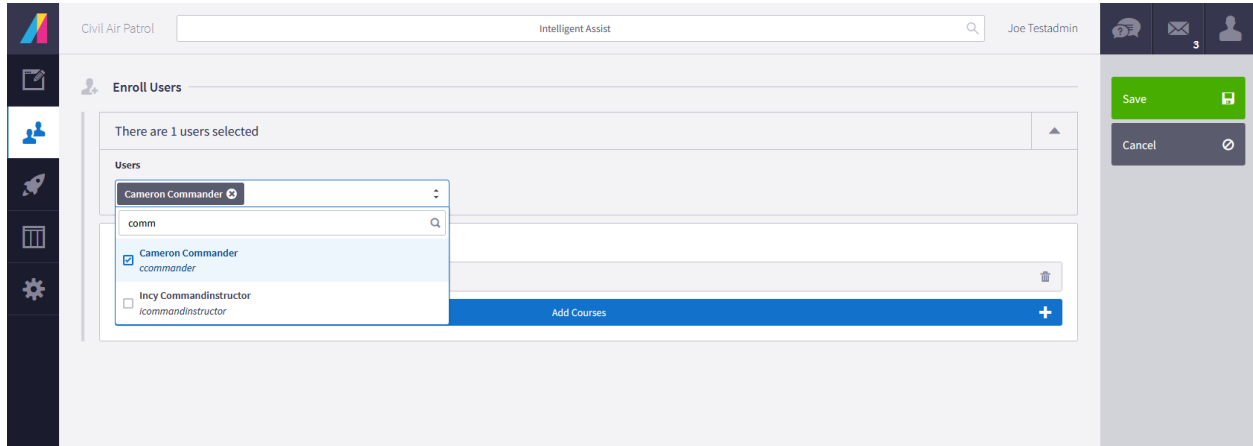 Civil Air Patrol
Intelligent Assist
Joe Testadmin
3
Enroll Users
Save
Cancel
There are 1 users selected
Users
Cameron Commander
comm
Cameron Commander
ccommander
Incy Commandinstructor
icommandinstructor
Add Courses